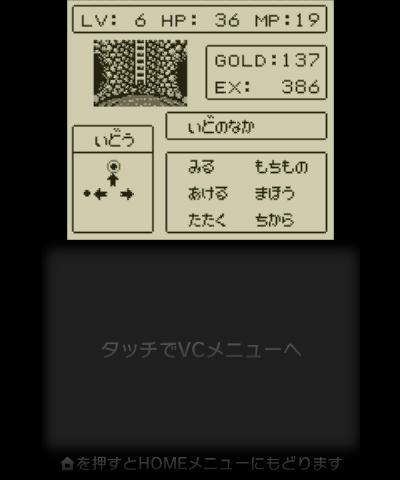 LV: 6 HP: 36 MP:19
GOLD:137
EX: 386
いどのなか
いどう
みる もちもの
あける まほう
たたく ちから
タッチでVCメニューへ
を押すとHOMEメニューにもどります